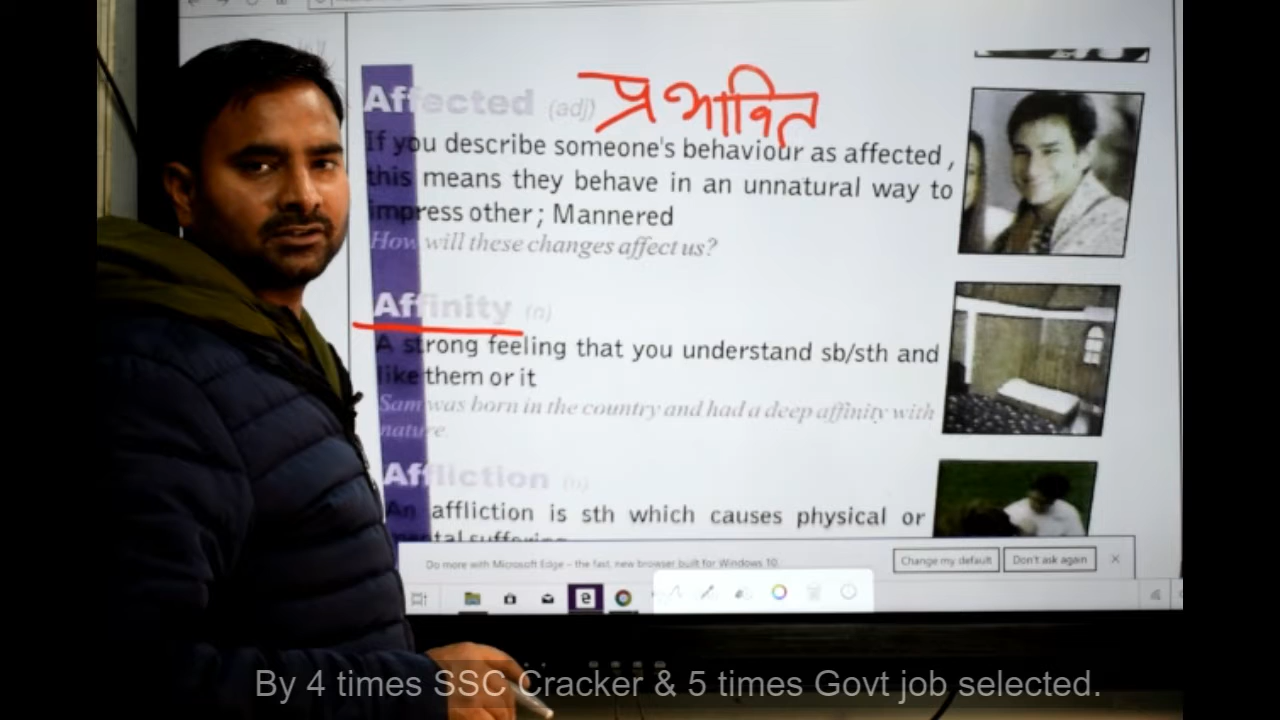 Affected (adj) प्रभावित
If you describe someone's behaviour as affected ,
this means they behave in an unnatural way to
impress other ; Mannered
How will these changes affect us?
Affinity (n)
A strong feeling that you understand sb/sth and
like them or it
Sam was born in the country and had a deep affinity with
nature.
Affliction (n)
An affliction is sth which causes physical or
mental suffering
Do more with Microsoft Edge – the fast, new browser built for Windows 10.
Change my default
Don't ask again
By 4 times SSC Cracker & 5 times Govt job selected.